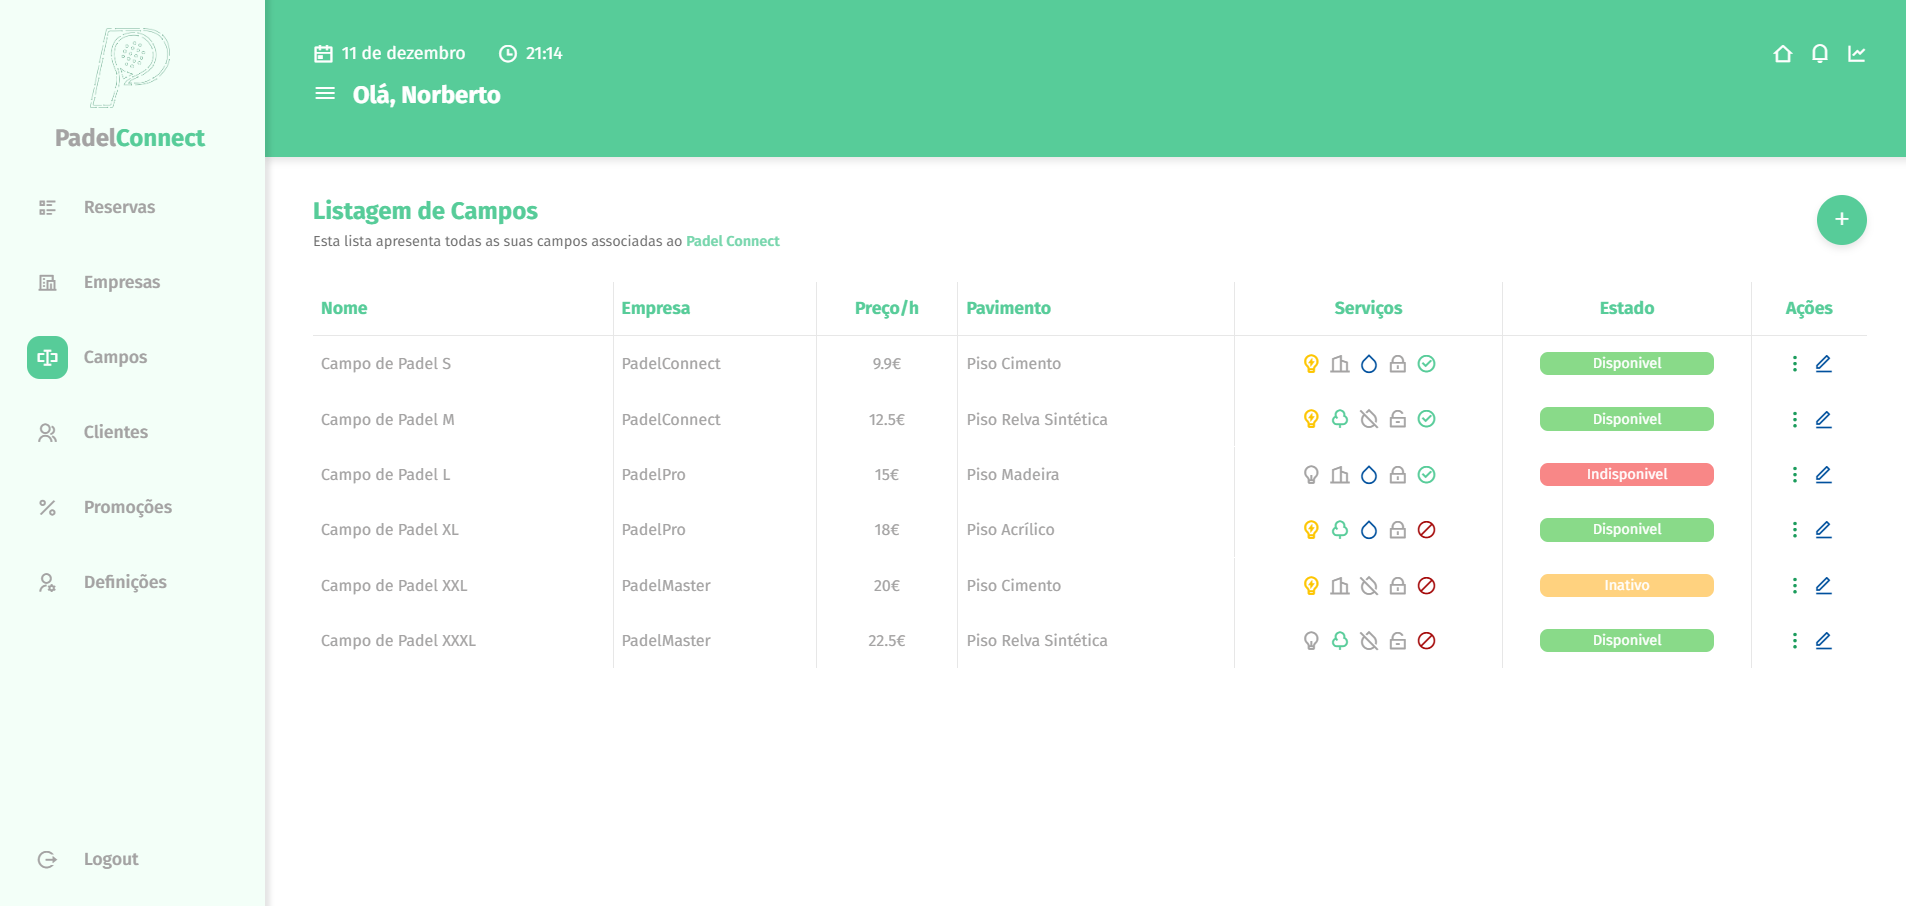 PadelConnect
Reservas
Empresas
Campos
Clientes
Promoções
Definições
Logout
11 de dezembro 21:14
Olá, Norberto
Listagem de Campos
Esta lista apresenta todas as suas campos associadas ao Padel Connect
+
Nome Empresa Preço/h Pavimento Serviços Estado Ações
Campo de Padel S PadelConnect 9.9€ Piso Cimento Disponivel
Campo de Padel M PadelConnect 12.5€ Piso Relva Sintética Disponivel
Campo de Padel L PadelPro 15€ Piso Madeira Indisponivel
Campo de Padel XL PadelPro 18€ Piso Acrílico Disponivel
Campo de Padel XXL PadelMaster 20€ Piso Cimento Inativo
Campo de Padel XXXL PadelMaster 22.5€ Piso Relva Sintética Disponivel